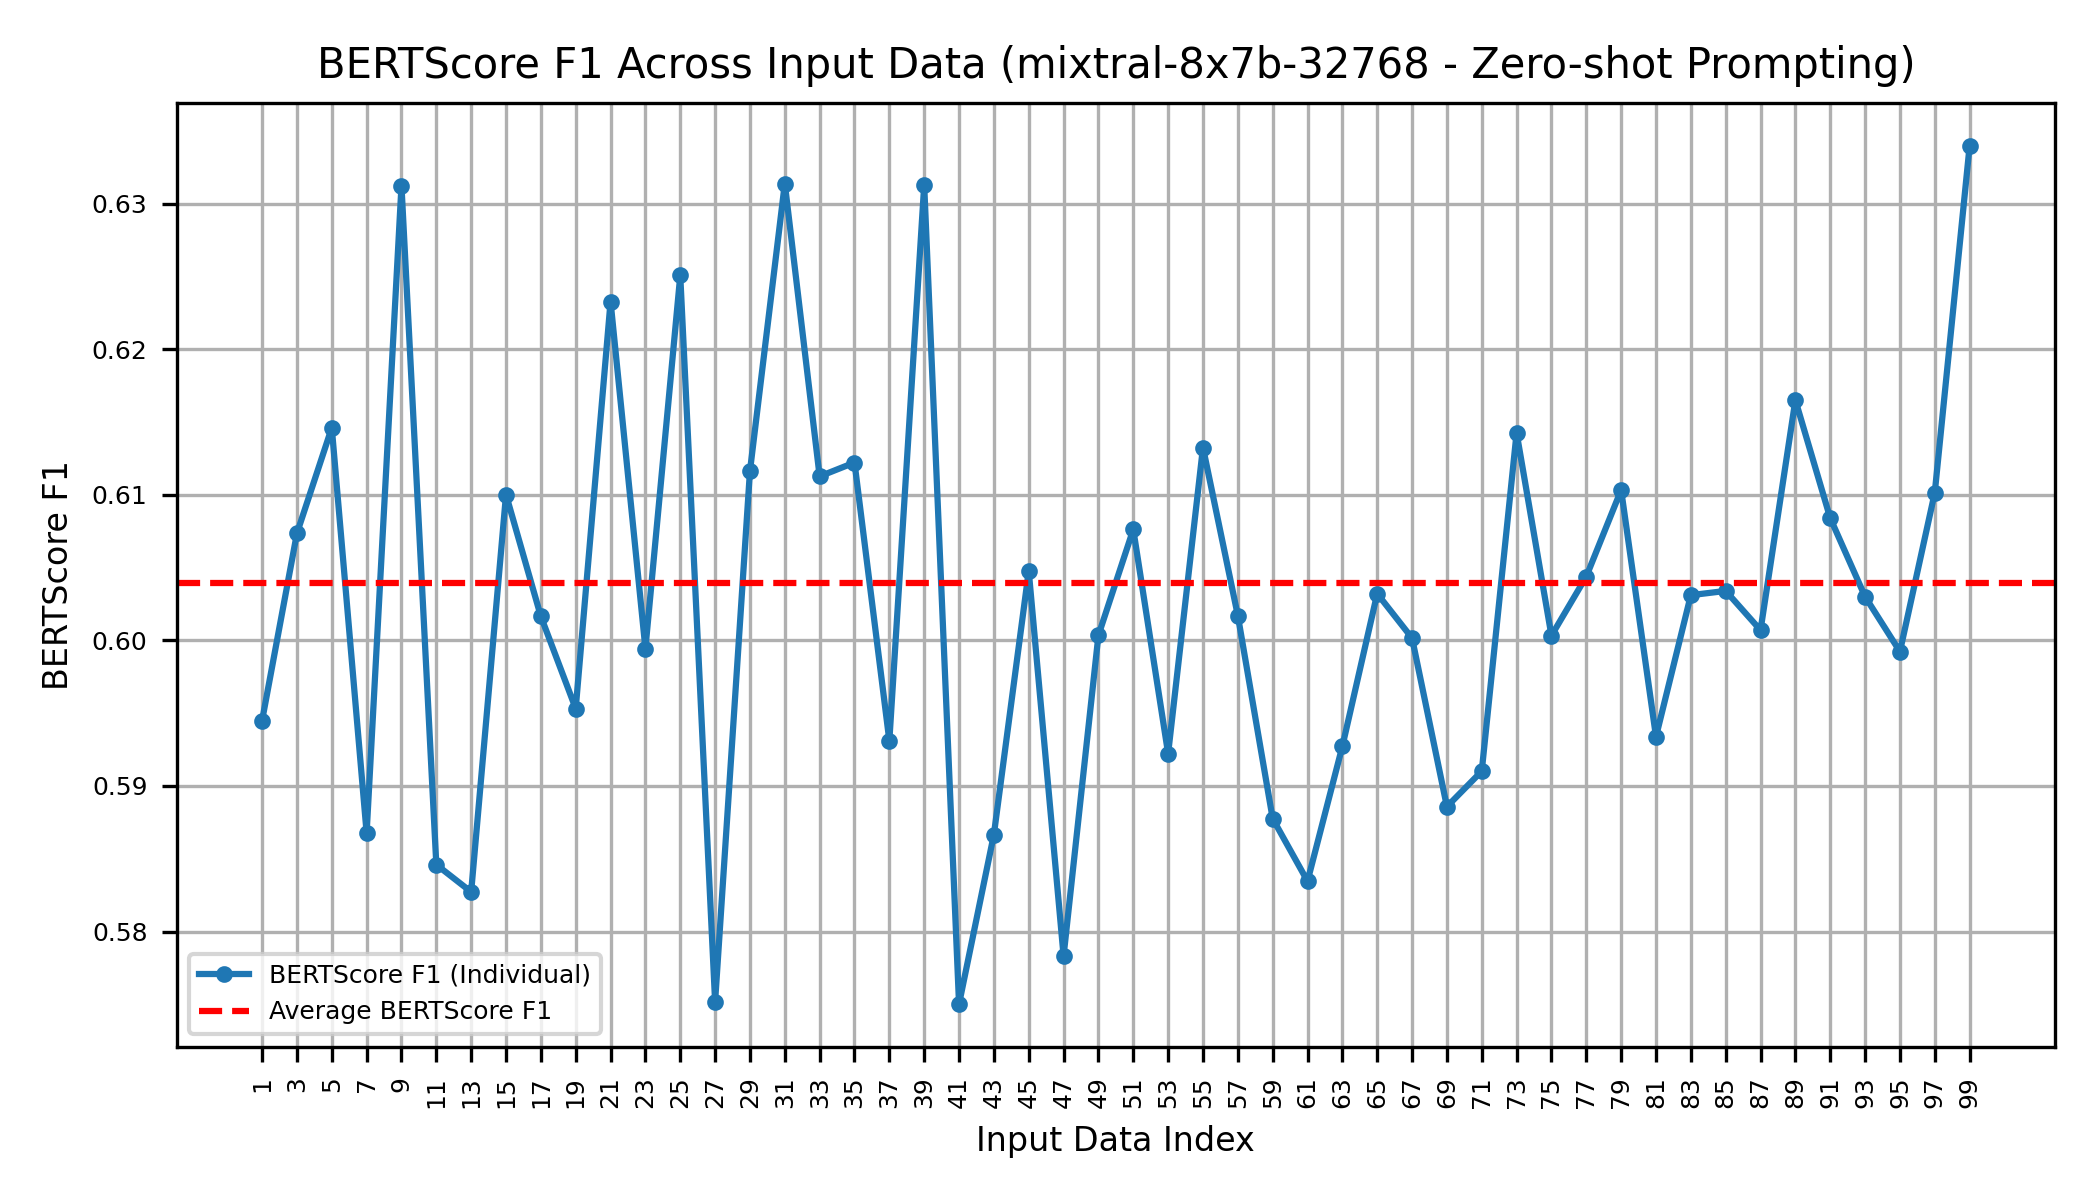 BERTScore F1 Across Input Data (mixtral-8x7b-32768 - Zero-shot Prompting)
BERTScore F1
0.63
0.62
0.61
0.60
0.59
0.58
BERTScore F1 (Individual)
Average BERTScore F1
1 3 5 7 9 11 13 15 17 19 21 23 25 27 29 31 33 35 37 39 41 43 45 47 49 51 53 55 57 59 61 63 65 67 69 71 73 75 77 79 81 83 85 87 89 91 93 95 97 99
Input Data Index